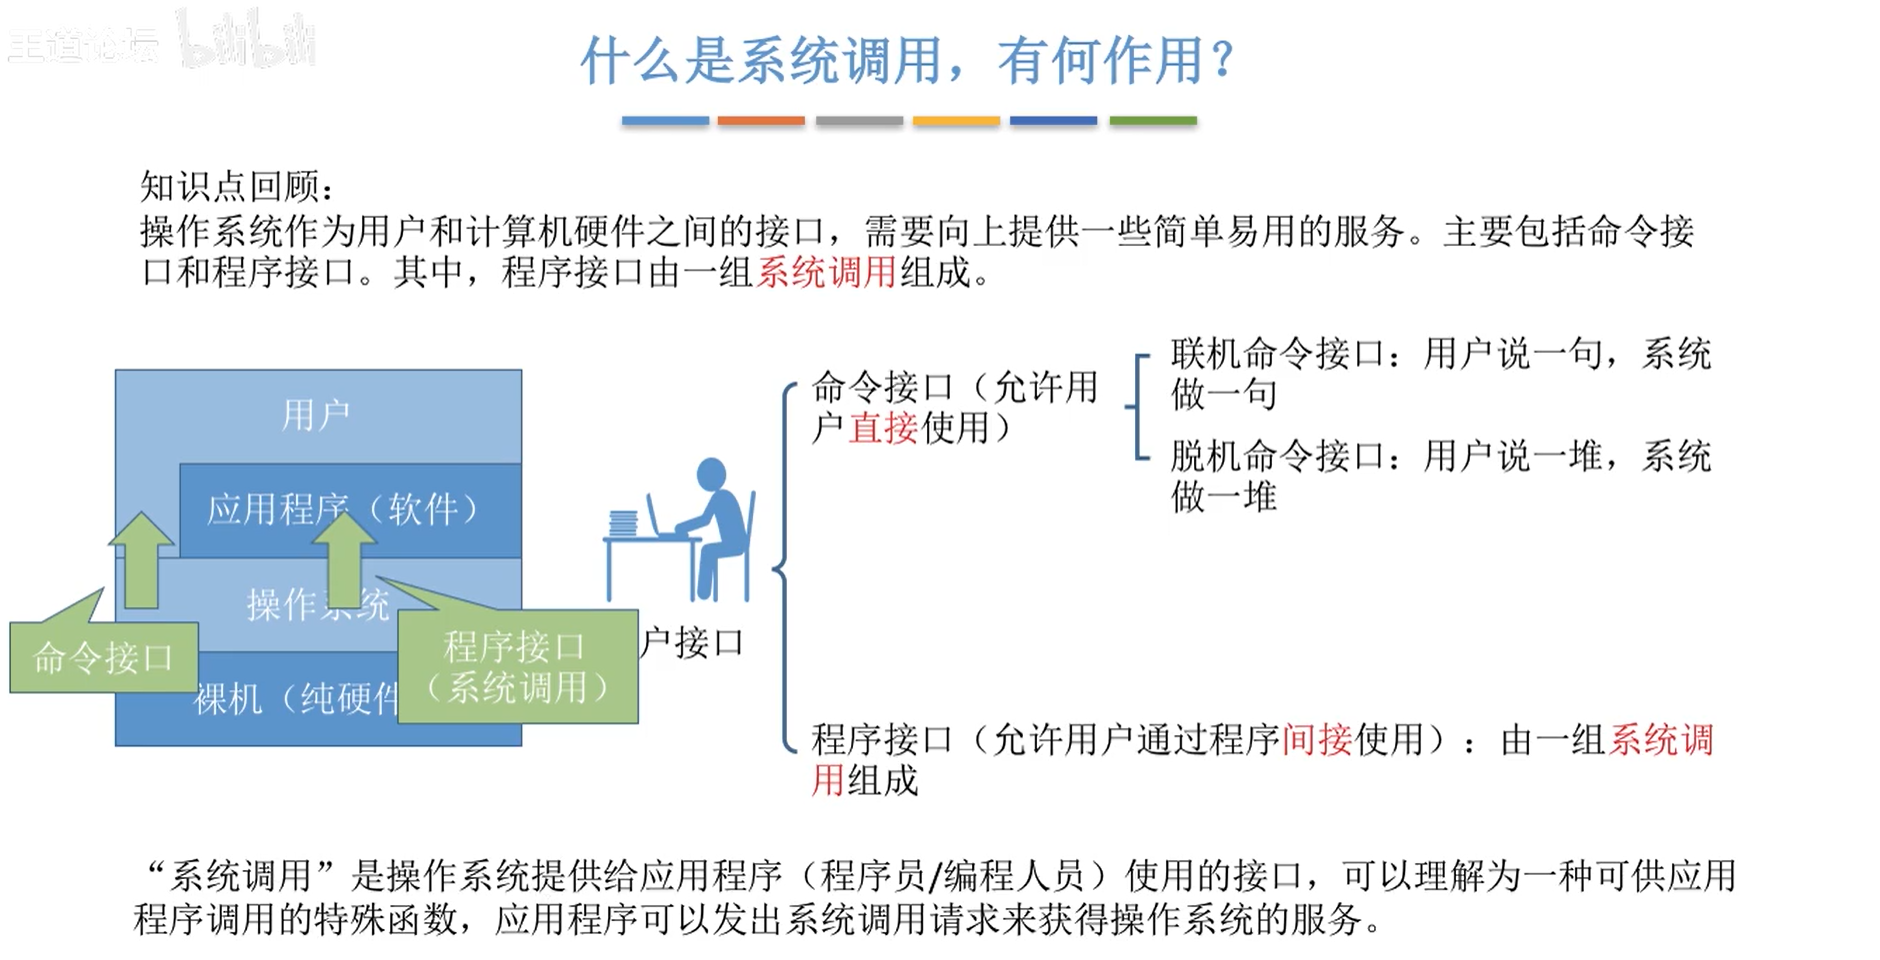 王道论坛 bilibili
什么是系统调用，有何作用？
知识点回顾：
操作系统作为用户和计算机硬件之间的接口，需要向上提供一些简单易用的服务。主要包括命令接
口和程序接口。其中，程序接口由一组系统调用组成。
用户
应用程序（软件）
操作系统
命令接口
裸机（纯硬件
程序接口
（系统调用）
户接口
命令接口（允许用
户直接使用）
联机命令接口：用户说一句，系统
做一句
脱机命令接口：用户说一堆，系统
做一堆
程序接口（允许用户通过程序间接使用）：由一组系统调
用组成
“系统调用”是操作系统提供给应用程序（程序员/编程人员）使用的接口，可以理解为一种可供应用
程序调用的特殊函数，应用程序可以发出系统调用请求来获得操作系统的服务。